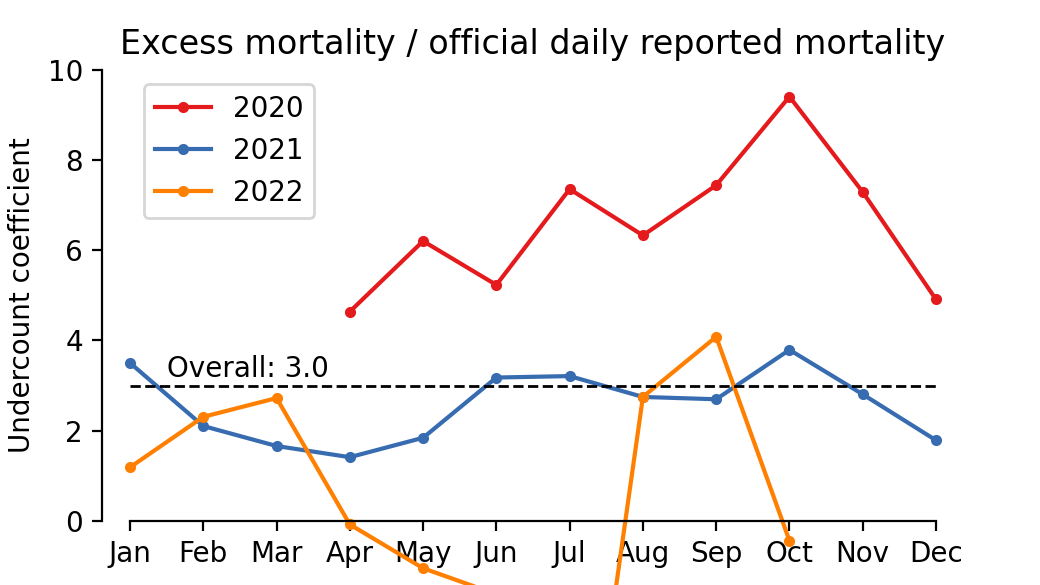 Excess mortality / official daily reported mortality
Undercount coefficient
10
8
6
4
2
0
2020
2021
2022
Overall: 3.0
Jan Feb Mar Apr May Jun Jul Aug Sep Oct Nov Dec